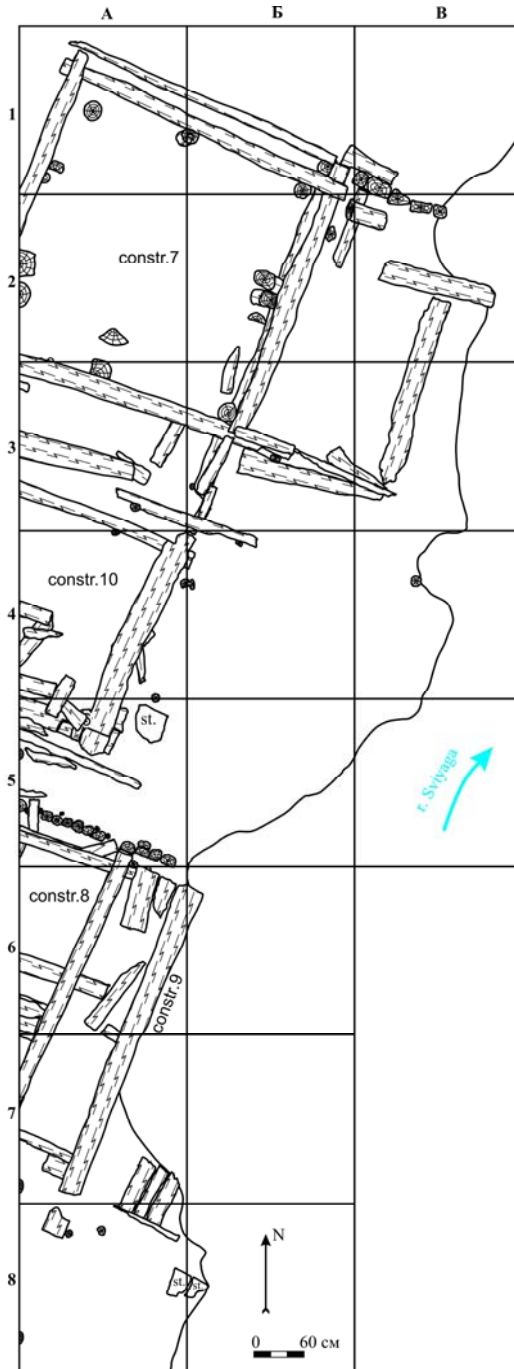 А Б В
1
constr.7
2
3
constr.10
4
st.
5
r. Sviyaga
constr.8
6
constr.9
7
N
st. st.
8
0 60 см